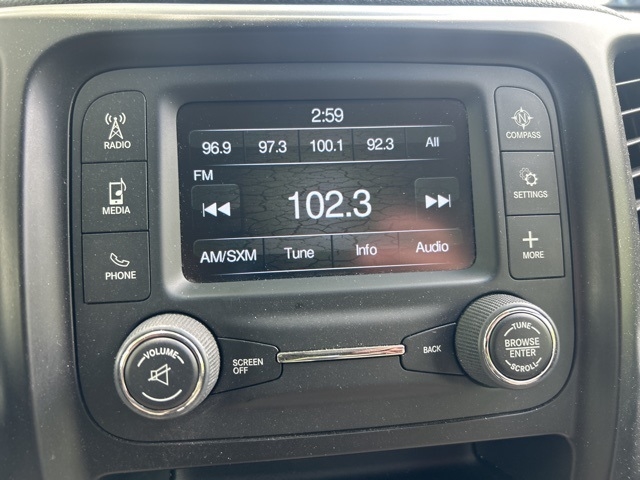 2:59
96.9 97.3 100.1 92.3 All
FM
102.3
AM/SXM Tune Info Audio
RADIO
MEDIA
PHONE
N
COMPASS
SETTINGS
+
MORE
VOLUME
SCREEN
OFF
BACK
TUNE
BROWSE
ENTER
SCROLL